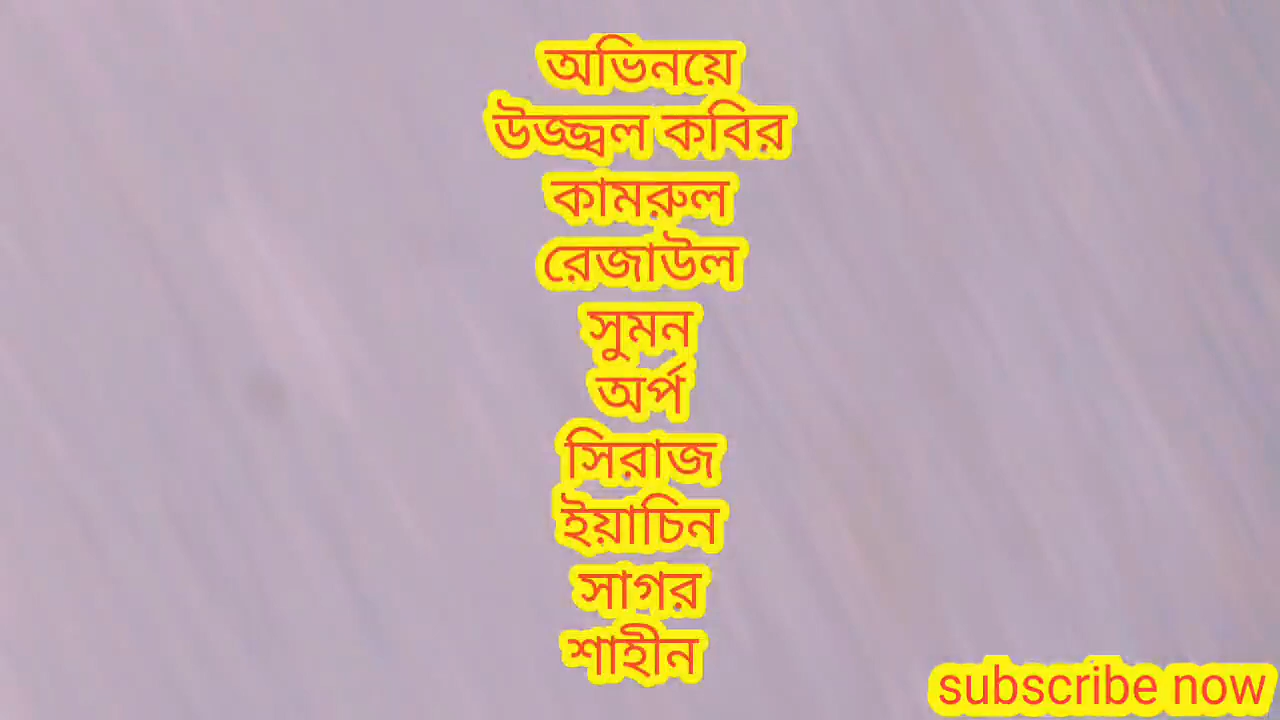 অভিনয়ে
উজ্জ্বল কবির
কামরুল
রেজাউল
সুমন
অর্প
সিরাজ
ইয়াচিন
সাগর
শাহীন
subscribe now